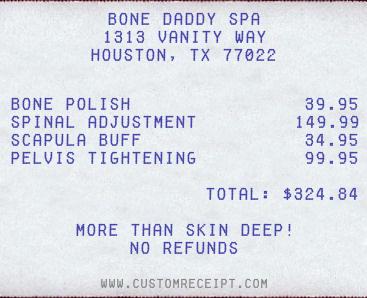 BONE DADDY SPA
1313 VANITY WAY
HOUSTON, TX 77022
BONE POLISH 39.95
SPINAL ADJUSTMENT 149.99
SCAPULA BUFF 34.95
PELVIS TIGHTENING 99.95
TOTAL: $324.84
MORE THAN SKIN DEEP!
NO REFUNDS
WWW.CUSTOMRECEIPT.COM